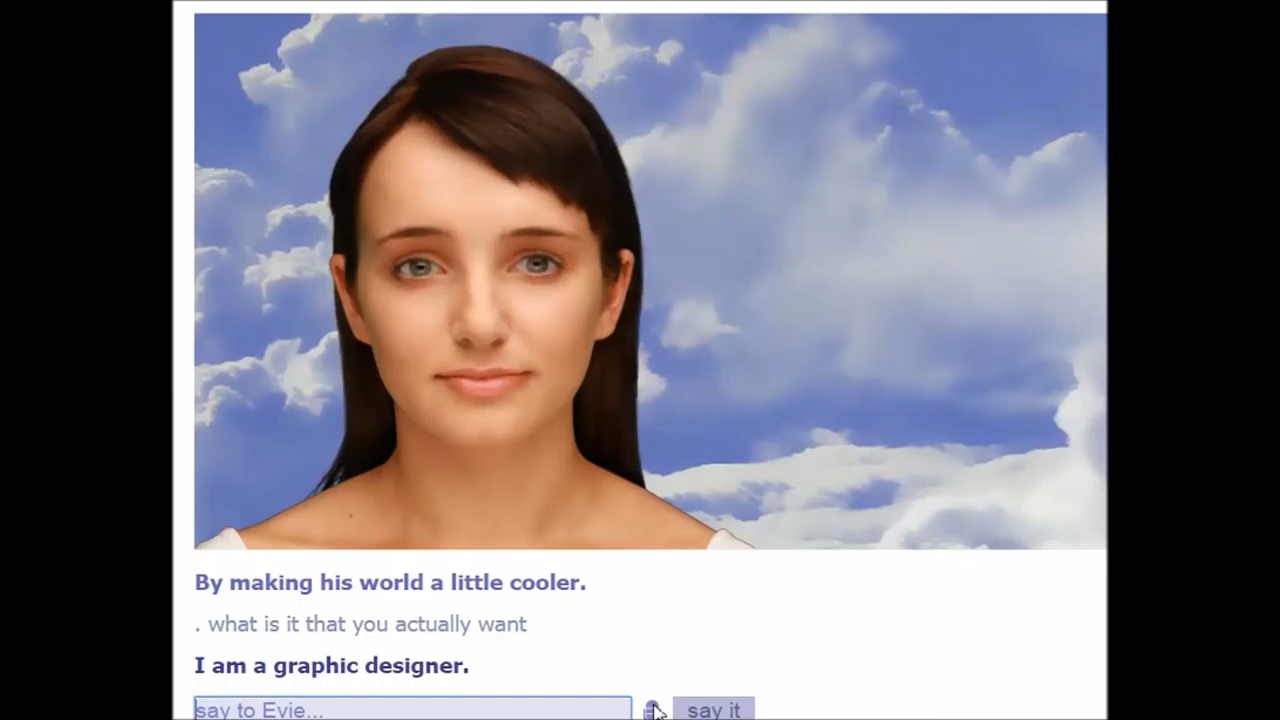 By making his world a little cooler.
. what is it that you actually want
I am a graphic designer.
say to Evie... say it